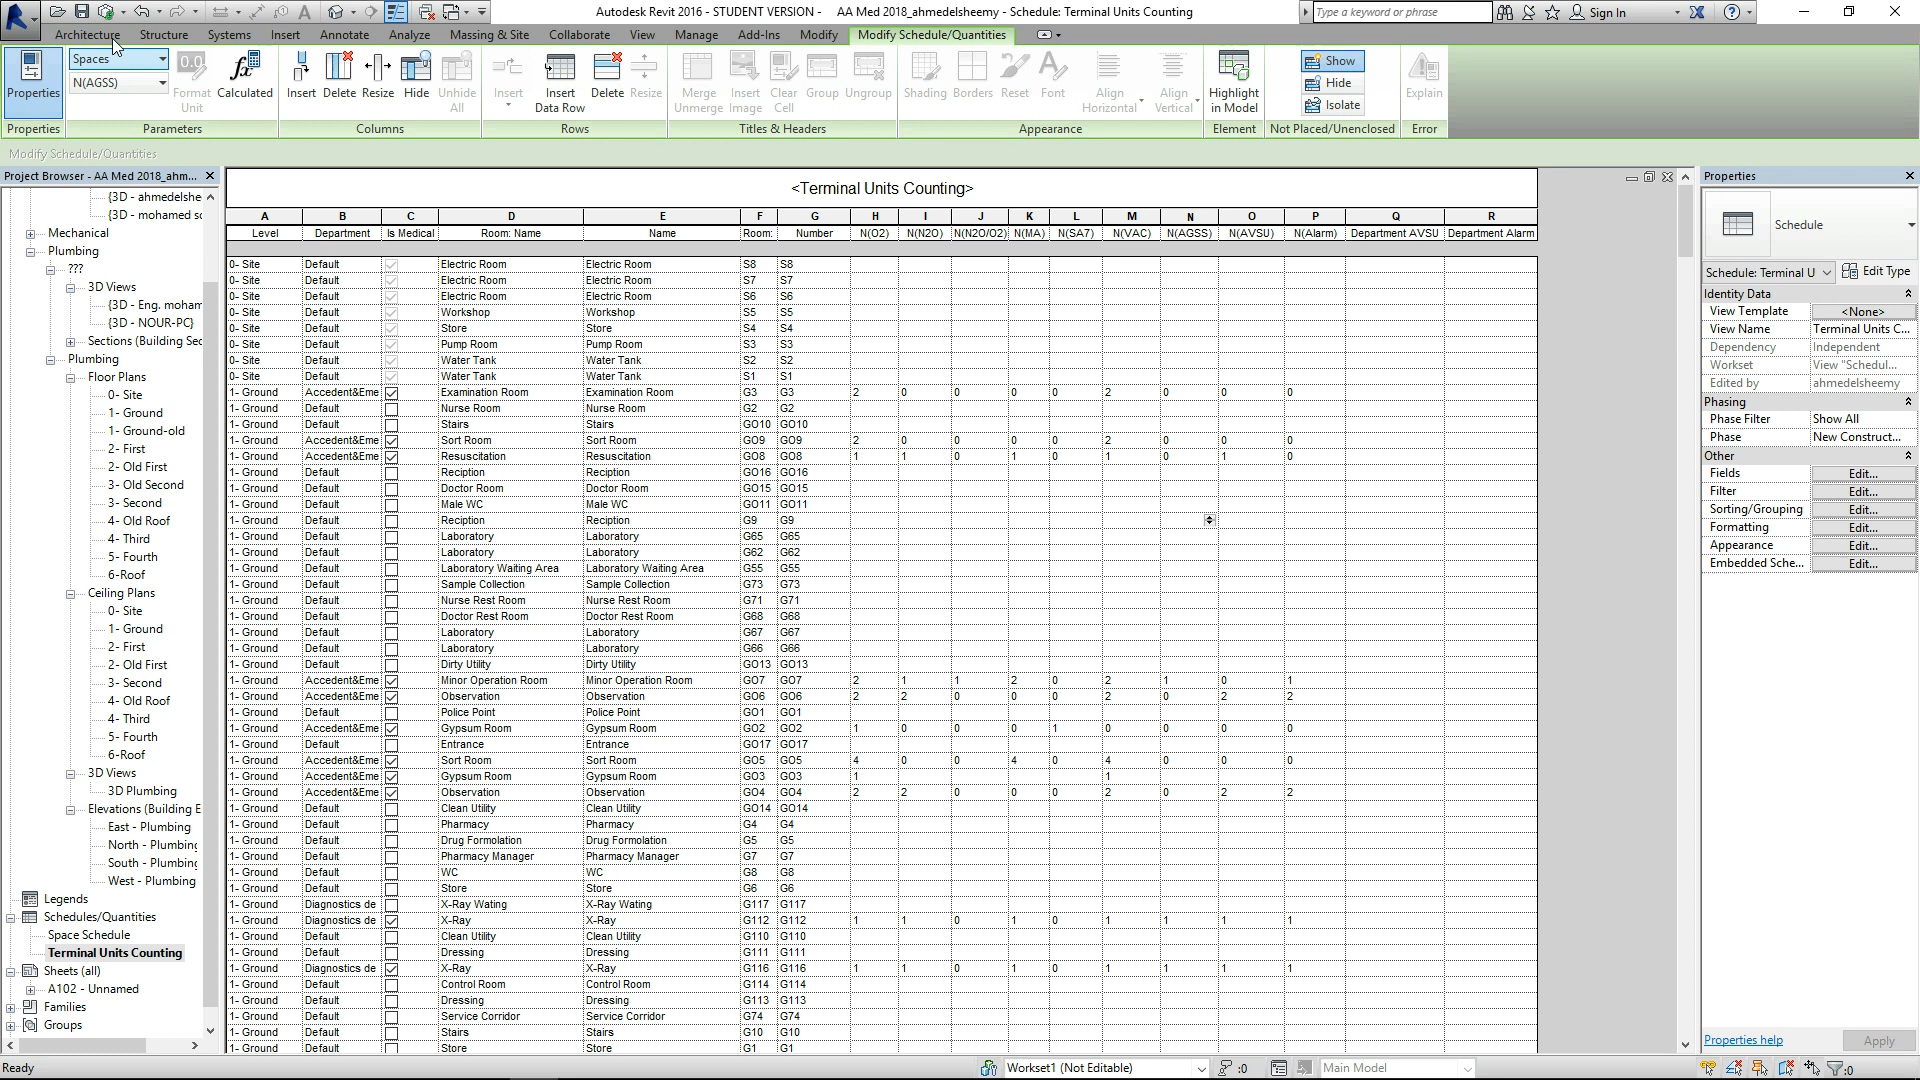 Autodesk Revit 2016 - STUDENT VERSION - AA Med 2018_ahmedelsheemy - Schedule: Terminal Units Counting
Type a keyword or phrase
Sign In
Architecture Structure Systems Insert Annotate Analyze Massing & Site Collaborate View Manage Add-Ins Modify Modify Schedule/Quantities
Spaces
N(AGSS)
Properties Format Unit Calculated Insert Delete Resize Hide Unhide All Insert Insert Data Row Delete Resize Merge Unmerge Insert Image Clear Cell Group Ungroup Shading Borders Reset Font Align Horizontal Align Vertical Highlight in Model Show Hide Isolate Explain
Properties Parameters Columns Rows Titles & Headers Appearance Element Not Placed/Unenclosed Error
Modify Schedule/Quantities
Project Browser - AA Med 2018_ahm...
{3D - ahmedelshe
{3D - mohamed sc
Mechanical
Plumbing
???
3D Views
{3D - Eng. moham
{3D - NOUR-PC}
Sections (Building Sec
Plumbing
Floor Plans
0- Site
1- Ground
1- Ground-old
2- First
2- Old First
3- Old Second
3- Second
4- Old Roof
4- Third
5- Fourth
6-Roof
Ceiling Plans
0- Site
1- Ground
2- First
2- Old First
3- Second
4- Old Roof
4- Third
5- Fourth
6-Roof
3D Views
3D Plumbing
Elevations (Building E
East - Plumbing
North - Plumbing
South - Plumbing
West - Plumbing
Legends
Schedules/Quantities
Space Schedule
Terminal Units Counting
Sheets (all)
A102 - Unnamed
Families
Groups
<Terminal Units Counting>
A B C D E F G H I J K L M N O P Q R
Level Department Is Medical Room: Name Name Room: Number N(O2) N(N2O) N(N2O/O2) N(MA) N(SA7) N(VAC) N(AGSS) N(AVSU) N(Alarm) Department AVSU Department Alarm
0- Site Default Electric Room Electric Room S8 S8
0- Site Default Electric Room Electric Room S7 S7
0- Site Default Electric Room Electric Room S6 S6
0- Site Default Workshop Workshop S5 S5
0- Site Default Store Store S4 S4
0- Site Default Pump Room Pump Room S3 S3
0- Site Default Water Tank Water Tank S2 S2
0- Site Default Water Tank Water Tank S1 S1
1- Ground Accedent&Eme Examination Room Examination Room G3 G3 2 0 0 0 0 2 0 0 0
1- Ground Default Nurse Room Nurse Room G2 G2
1- Ground Default Stairs Stairs GO10 GO10
1- Ground Accedent&Eme Sort Room Sort Room GO9 GO9 2 0 0 0 0 2 0 0 0
1- Ground Accedent&Eme Resuscitation Resuscitation GO8 GO8 1 1 0 1 0 1 0 1 0
1- Ground Default Reciption Reciption GO16 GO16
1- Ground Default Doctor Room Doctor Room GO15 GO15
1- Ground Default Male WC Male WC GO11 GO11
1- Ground Default Reciption Reciption G9 G9
1- Ground Default Laboratory Laboratory G65 G65
1- Ground Default Laboratory Laboratory G62 G62
1- Ground Default Laboratory Waiting Area Laboratory Waiting Area G55 G55
1- Ground Default Sample Collection Sample Collection G73 G73
1- Ground Default Nurse Rest Room Nurse Rest Room G71 G71
1- Ground Default Doctor Rest Room Doctor Rest Room G68 G68
1- Ground Default Laboratory Laboratory G67 G67
1- Ground Default Laboratory Laboratory G66 G66
1- Ground Default Dirty Utility Dirty Utility GO13 GO13
1- Ground Accedent&Eme Minor Operation Room Minor Operation Room GO7 GO7 2 1 1 2 0 2 1 0 1
1- Ground Accedent&Eme Observation Observation GO6 GO6 2 2 0 0 0 2 0 2 2
1- Ground Default Police Point Police Point GO1 GO1
1- Ground Accedent&Eme Gypsum Room Gypsum Room GO2 GO2 1 0 0 0 1 0 0 0 0
1- Ground Default Entrance Entrance GO17 GO17
1- Ground Accedent&Eme Sort Room Sort Room GO5 GO5 4 0 0 4 0 4 0 0 0
1- Ground Accedent&Eme Gypsum Room Gypsum Room GO3 GO3 1 1
1- Ground Accedent&Eme Observation Observation GO4 GO4 2 2 0 0 0 2 0 2 2
1- Ground Default Clean Utility Clean Utility GO14 GO14
1- Ground Default Pharmacy Pharmacy G4 G4
1- Ground Default Drug Formolation Drug Formolation G5 G5
1- Ground Default Pharmacy Manager Pharmacy Manager G7 G7
1- Ground Default WC WC G8 G8
1- Ground Default Store Store G6 G6
1- Ground Diagnostics de X-Ray Wating X-Ray Wating G117 G117
1- Ground Diagnostics de X-Ray X-Ray G112 G112 1 1 0 1 0 1 1 1 1
1- Ground Default Clean Utility Clean Utility G110 G110
1- Ground Default Dressing Dressing G111 G111
1- Ground Diagnostics de X-Ray X-Ray G116 G116 1 1 0 1 0 1 1 1 1
1- Ground Default Control Room Control Room G114 G114
1- Ground Default Dressing Dressing G113 G113
1- Ground Default Service Corridor Service Corridor G74 G74
1- Ground Default Stairs Stairs G10 G10
1- Ground Default Store Store G1 G1
Properties
Schedule
Schedule: Terminal U Edit Type
Identity Data
View Template <None>
View Name Terminal Units C...
Dependency Independent
Workset View "Schedul...
Edited by ahmedelsheemy
Phasing
Phase Filter Show All
Phase New Construct...
Other
Fields Edit...
Filter Edit...
Sorting/Grouping Edit...
Formatting Edit...
Appearance Edit...
Embedded Sche... Edit...
Properties help Apply
Ready Workset1 (Not Editable) :0 Main Model :0